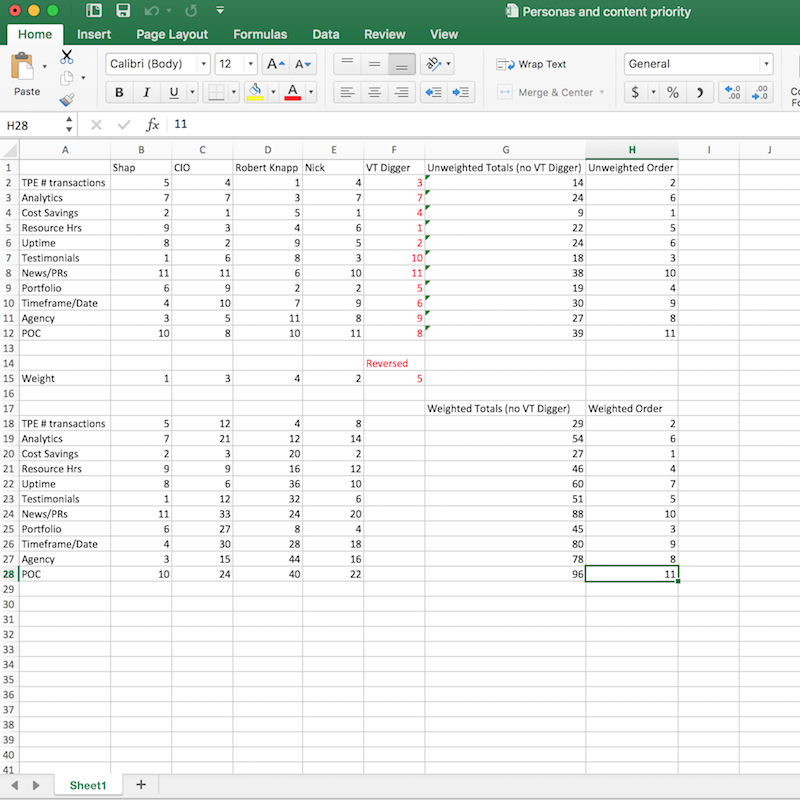 Personas and content priority
Home Insert Page Layout Formulas Data Review View
Paste Calibri (Body) 12 A A Wrap Text General
B I U A Merge & Center $ % .0 .00 .00 .0
H28 fx 11
A B C D E F G H I J
1 Shap CIO Robert Knapp Nick VT Digger Unweighted Totals (no VT Digger) Unweighted Order
2 TPE # transactions 5 4 1 4 3 14 2
3 Analytics 7 7 3 7 7 24 6
4 Cost Savings 2 1 5 1 4 9 1
5 Resource Hrs 9 3 4 6 1 22 5
6 Uptime 8 2 9 5 2 24 6
7 Testimonials 1 6 8 3 10 18 3
8 News/PRs 11 11 6 10 11 38 10
9 Portfolio 6 9 2 2 5 19 4
10 Timeframe/Date 4 10 7 9 6 30 9
11 Agency 3 5 11 8 9 27 8
12 POC 10 8 10 11 8 39 11
13
14 Reversed
15 Weight 1 3 4 2 5
16
17 Weighted Totals (no VT Digger) Weighted Order
18 TPE # transactions 5 12 4 8 29 2
19 Analytics 7 21 12 14 54 6
20 Cost Savings 2 3 20 2 27 1
21 Resource Hrs 9 9 16 12 46 4
22 Uptime 8 6 36 10 60 7
23 Testimonials 1 12 32 6 51 5
24 News/PRs 11 33 24 20 88 10
25 Portfolio 6 27 8 4 45 3
26 Timeframe/Date 4 30 28 18 80 9
27 Agency 3 15 44 16 78 8
28 POC 10 24 40 22 96 11
29
30
31
32
33
34
35
36
37
38
39
40
41
Sheet1 +